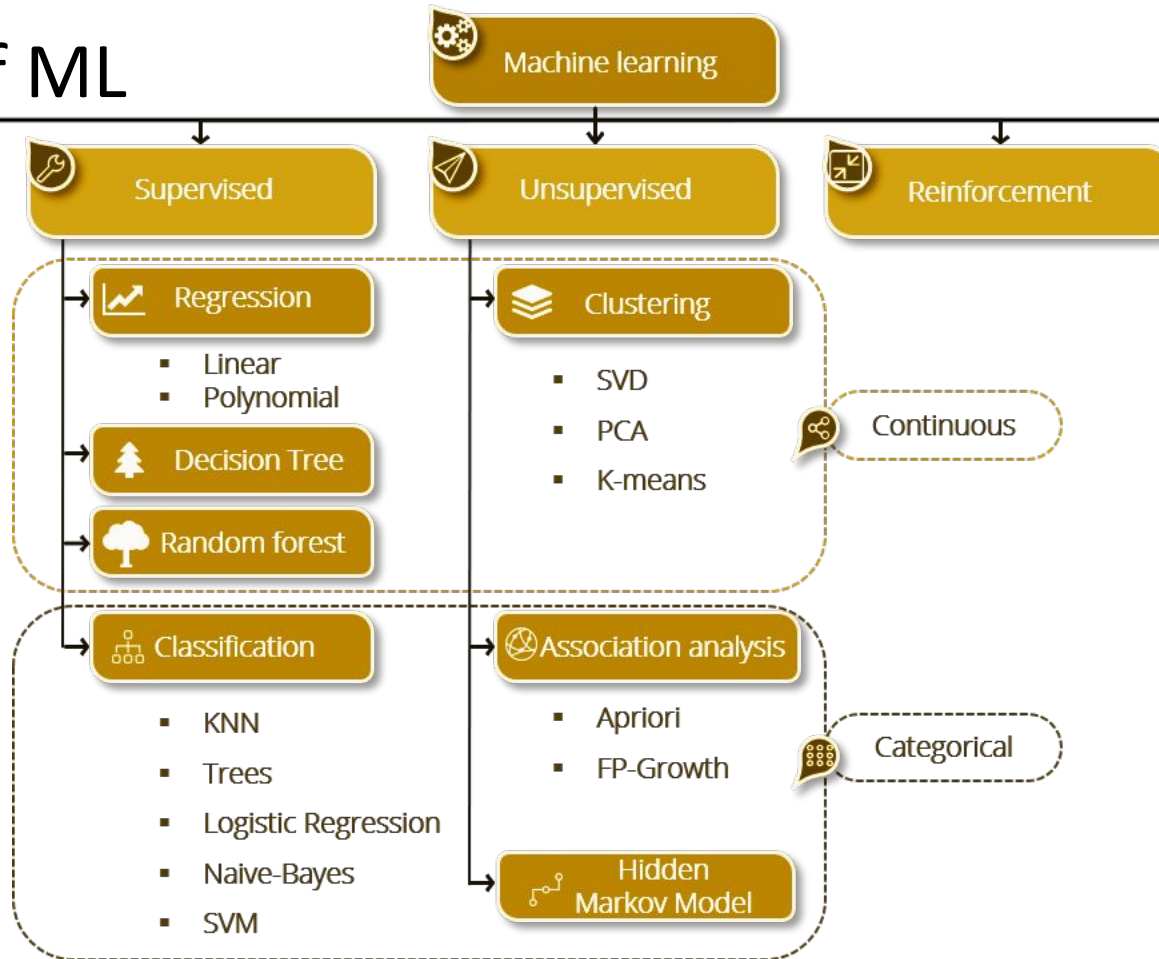 f ML
Machine learning
Supervised
Unsupervised
Reinforcement
Regression
▪ Linear
▪ Polynomial
Decision Tree
Random forest
Classification
▪ KNN
▪ Trees
▪ Logistic Regression
▪ Naive-Bayes
▪ SVM
Clustering
▪ SVD
▪ PCA
▪ K-means
Association analysis
▪ Apriori
▪ FP-Growth
Hidden
Markov Model
Continuous
Categorical